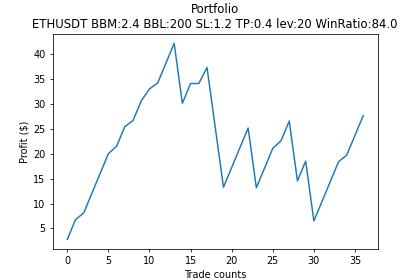 Portfolio
ETHUSDT BBM:2.4 BBL:200 SL:1.2 TP:0.4 lev:20 WinRatio:84.0
40
35
30
25
20
15
10
5
Profit ($)
0 5 10 15 20 25 30 35
Trade counts